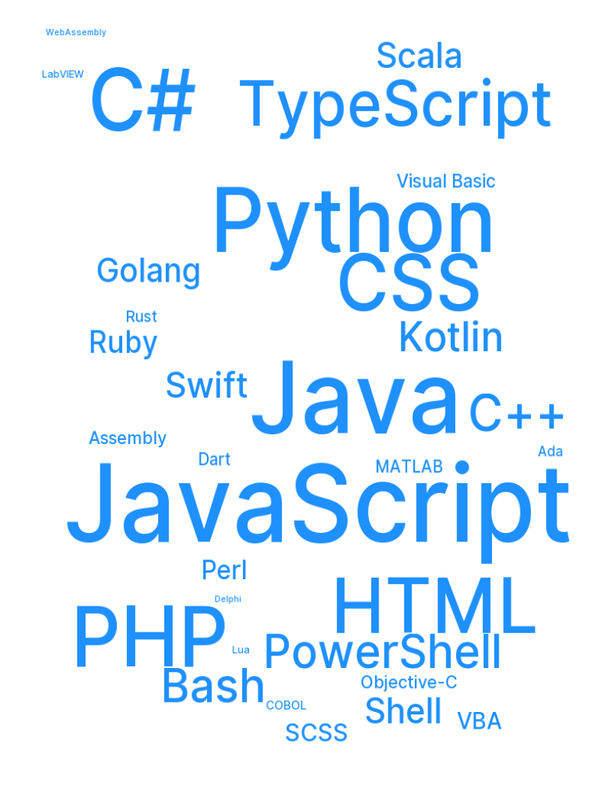 WebAssembly
Scala
LabVIEW
C#
TypeScript
Visual Basic
Python
Golang
CSS
Rust
Ruby
Kotlin
Swift
Java
C++
Assembly
Ada
Dart
MATLAB
JavaScript
Perl
Delphi
HTML
PHP
Lua
PowerShell
Bash
Objective-C
COBOL
Shell
VBA
SCSS